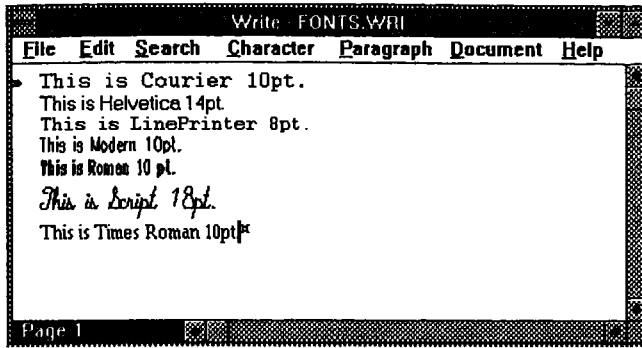 Write - FONTS.WRI
File Edit Search Character Paragraph Document Help
This is Courier 10pt.
This is Helvetica 14pt.
This is LinePrinter 8pt.
This is Modern 10pt.
This is Roman 10 pt.
This is Script 18pt.
This is Times Roman 10pt
Page 1